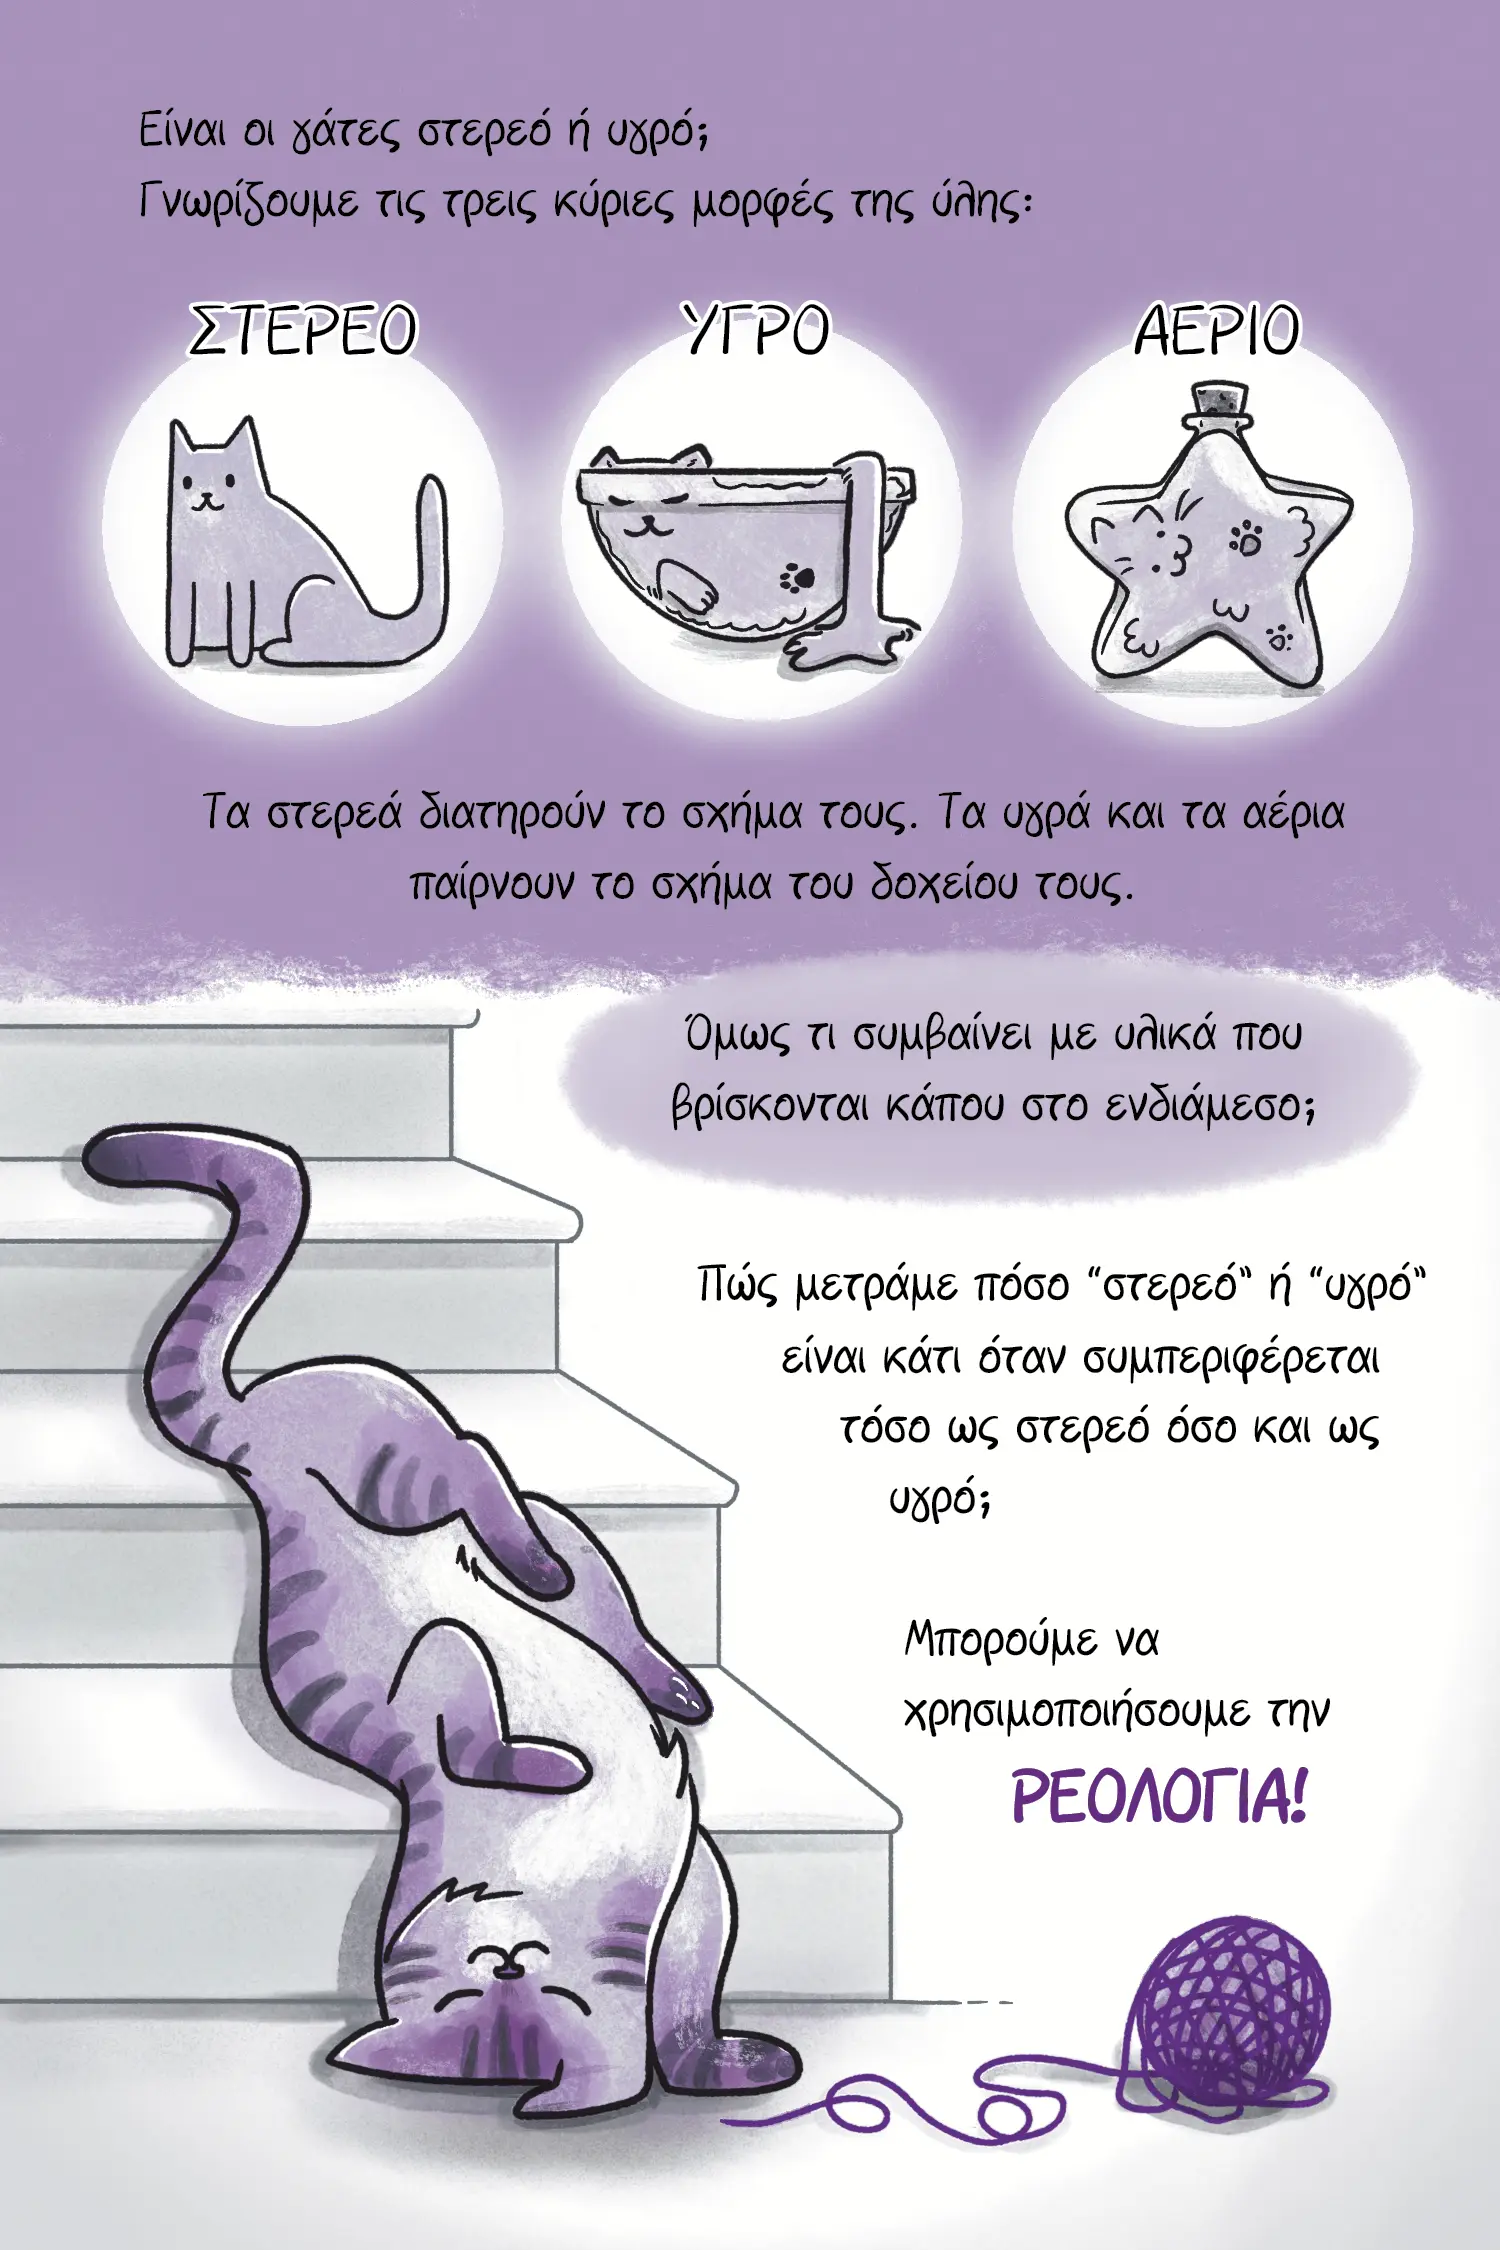 Είναι οι γάτες στερεό ή υγρό;
Γνωρίζουμε τις τρεις κύριες μορφές της ύλης:
ΣΤΕΡΕΟ
ΥΓΡΟ
ΑΕΡΙΟ
Τα στερεά διατηρούν το σχήμα τους. Τα υγρά και τα αέρια
παίρνουν το σχήμα του δοχείου τους.
Όμως τι συμβαίνει με υλικά που
βρίσκονται κάπου στο ενδιάμεσο;
Πώς μετράμε πόσο “στερεό” ή “υγρό”
είναι κάτι όταν συμπεριφέρεται
τόσο ως στερεό όσο και ως
υγρό;
Μπορούμε να
χρησιμοποιήσουμε την
ΡΕΟΛΟΓΙΑ!